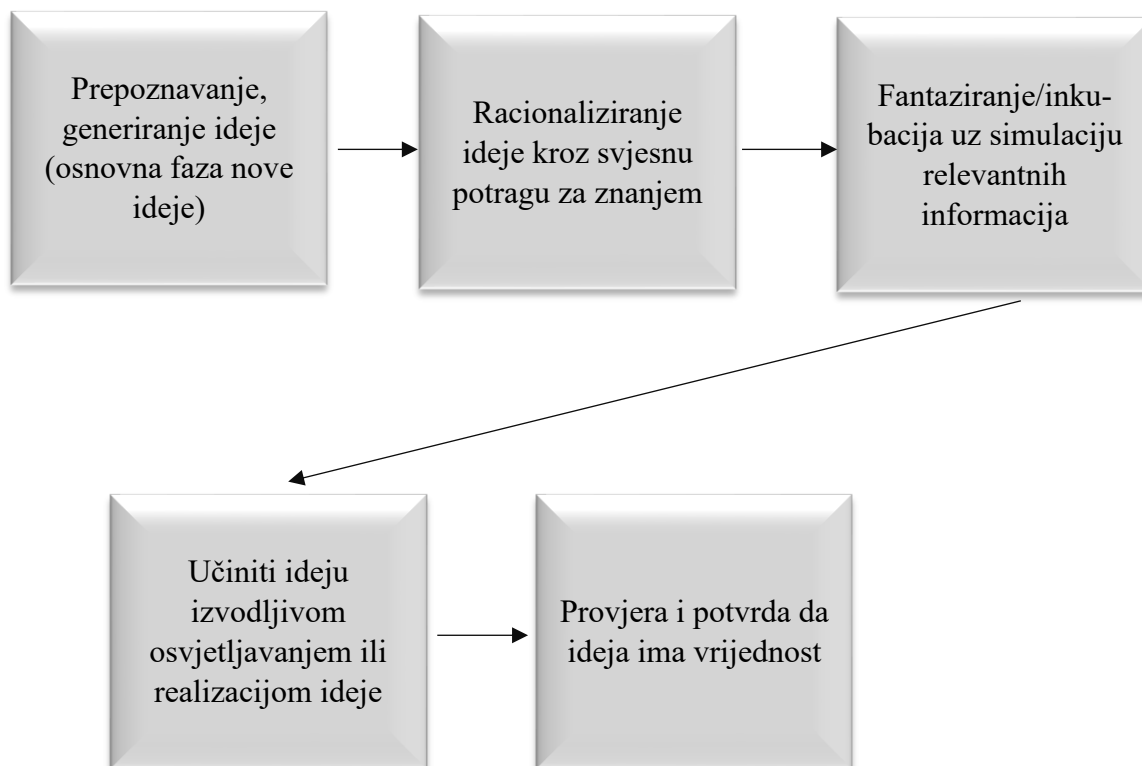 Prepoznavanje,
generiranje ideje
(osnovna faza nove
ideje)
Racionaliziranje
ideje kroz svjesnu
potragu za znanjem
Fantaziranje/inku-
bacija uz simulaciju
relevantnih
informacija
Učiniti ideju
izvodljivom
osvjetljavanjem ili
realizacijom ideje
Provjera i potvrda da
ideja ima vrijednost